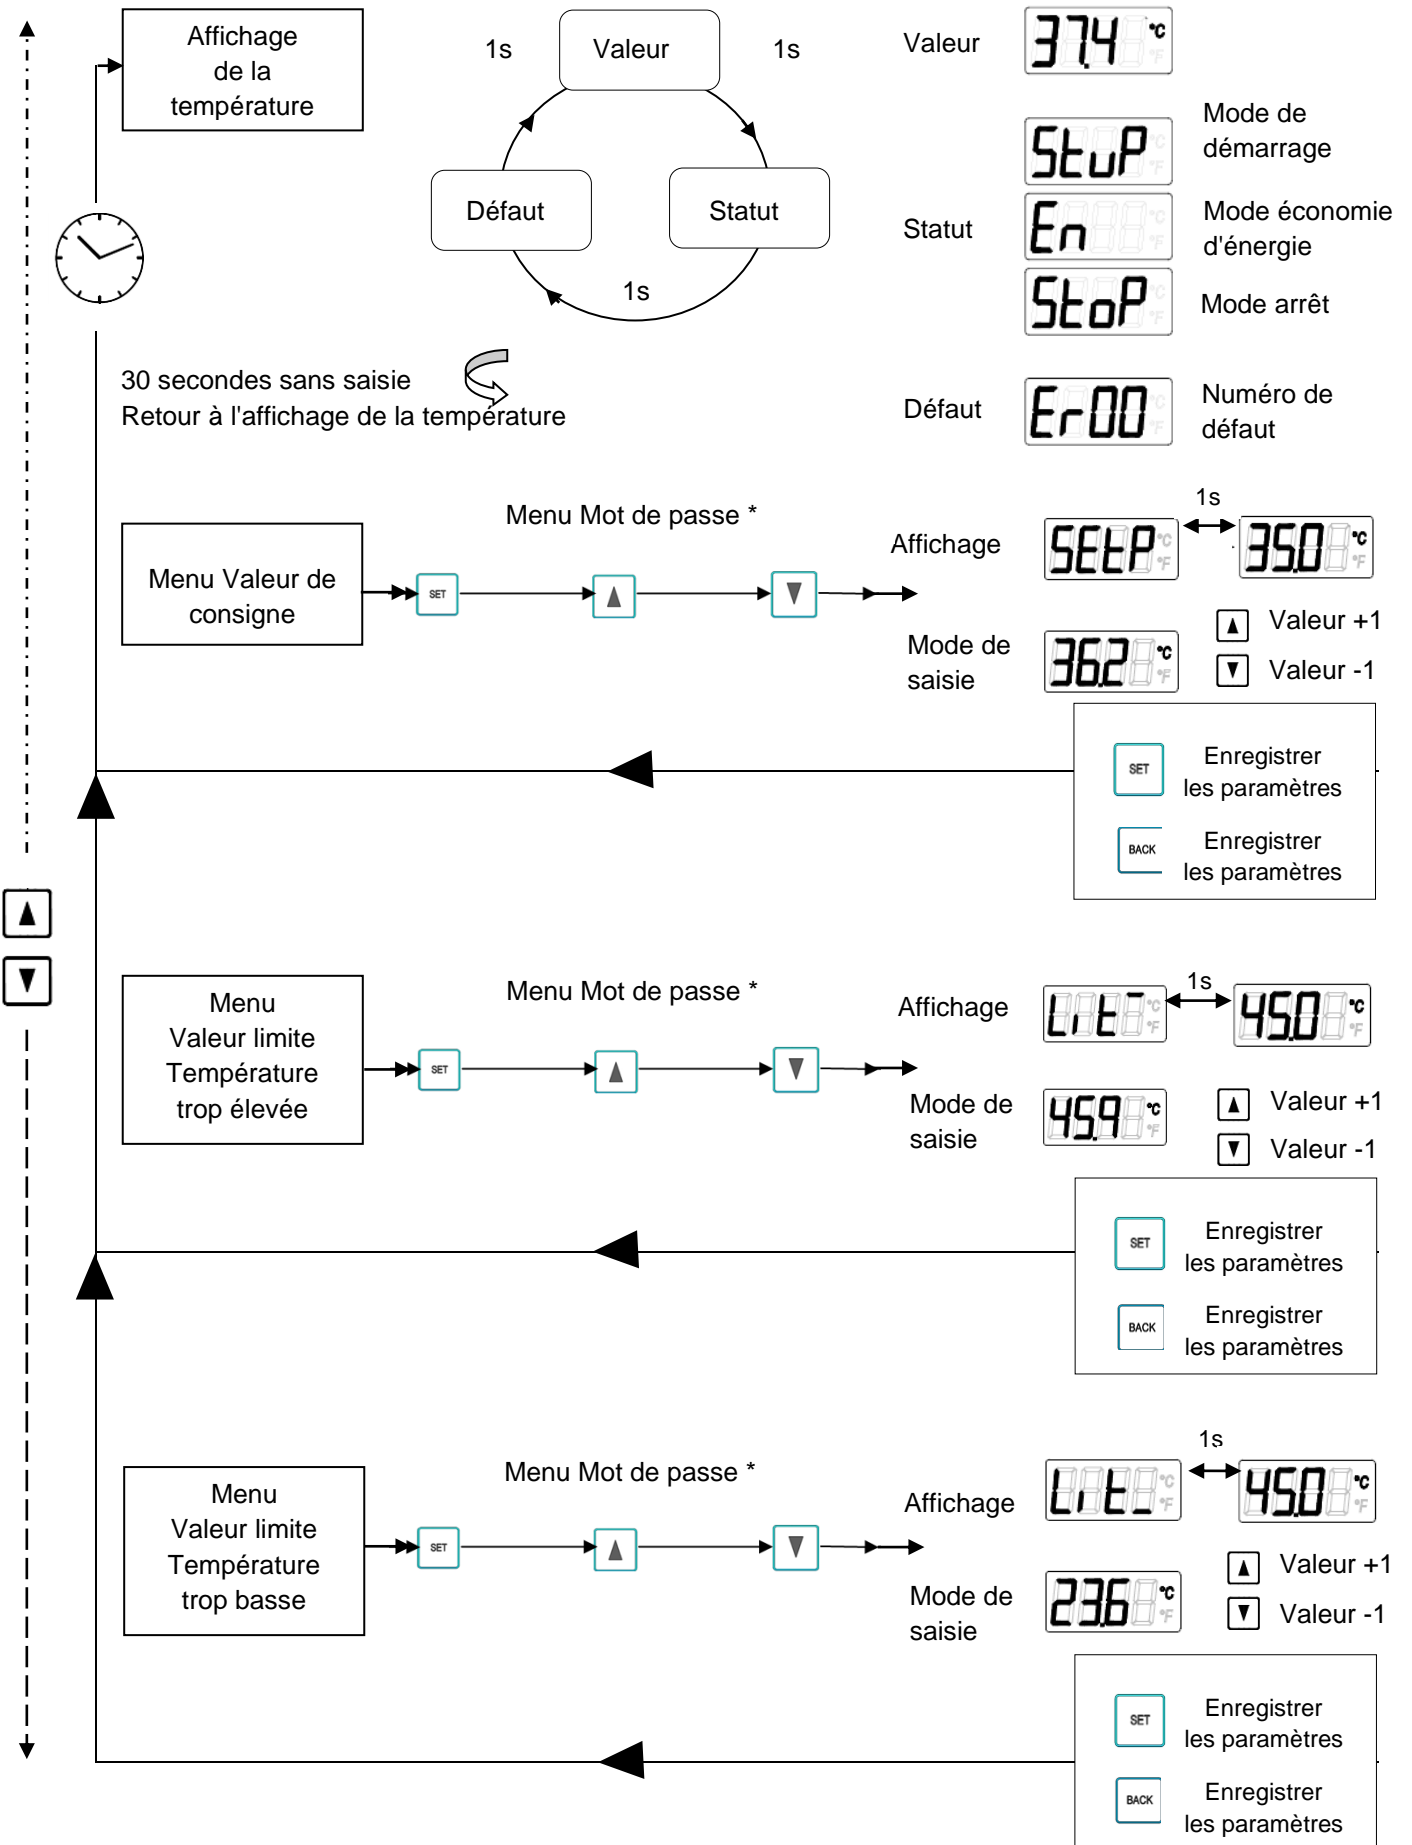 Affichage
de la
température
1s
Valeur
1s
Défaut
Statut
1s
Valeur
37.4 °C
°F
Statut
StuP °C
°F
Mode de
démarrage
En °C
°F
Mode économie
d'énergie
StoP °C
°F
Mode arrêt
30 secondes sans saisie
Retour à l'affichage de la température
Défaut
Er00 °C
°F
Numéro de
défaut
Menu Valeur de
consigne
Menu Mot de passe *
SET
Affichage
SEtP °C
°F
1s
35.0 °C
°F
Mode de
saisie
36.2 °C
°F
Valeur +1
Valeur -1
SET
Enregistrer
les paramètres
BACK
Enregistrer
les paramètres
Menu
Valeur limite
Température
trop élevée
Menu Mot de passe *
SET
Affichage
Lit¯ °C
°F
1s
45.0 °C
°F
Mode de
saisie
45.9 °C
°F
Valeur +1
Valeur -1
SET
Enregistrer
les paramètres
BACK
Enregistrer
les paramètres
Menu
Valeur limite
Température
trop basse
Menu Mot de passe *
SET
Affichage
Lit_ °C
°F
1s
45.0 °C
°F
Mode de
saisie
23.6 °C
°F
Valeur +1
Valeur -1
SET
Enregistrer
les paramètres
BACK
Enregistrer
les paramètres